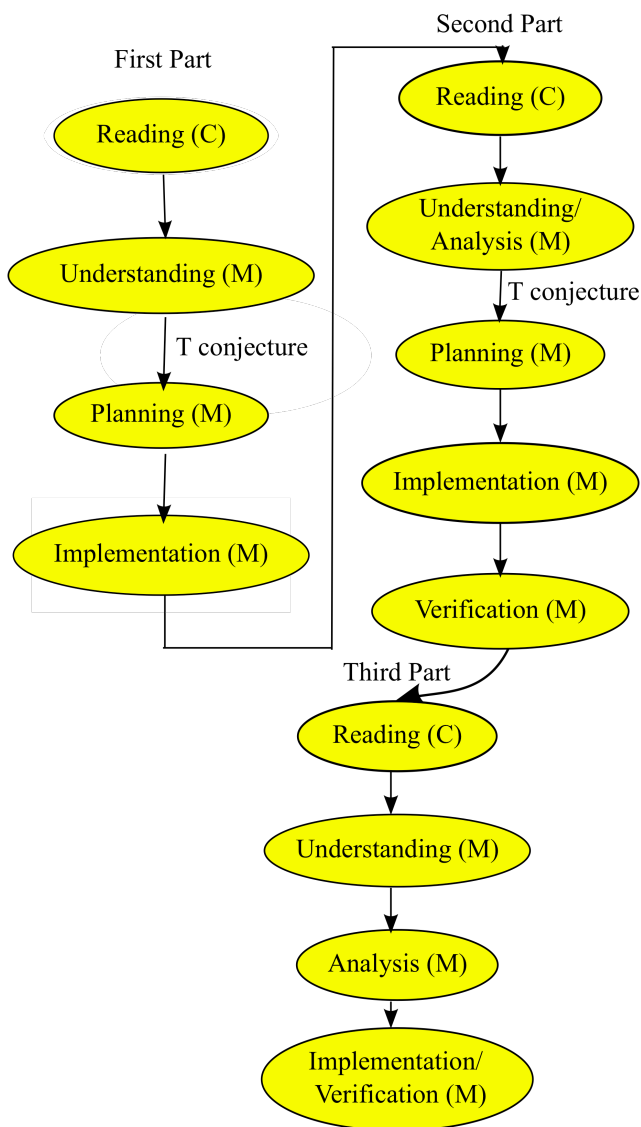 First Part
Reading (C)
Understanding (M)
T conjecture
Planning (M)
Implementation (M)
Second Part
Reading (C)
Understanding/
Analysis (M)
T conjecture
Planning (M)
Implementation (M)
Verification (M)
Third Part
Reading (C)
Understanding (M)
Analysis (M)
Implementation/
Verification (M)